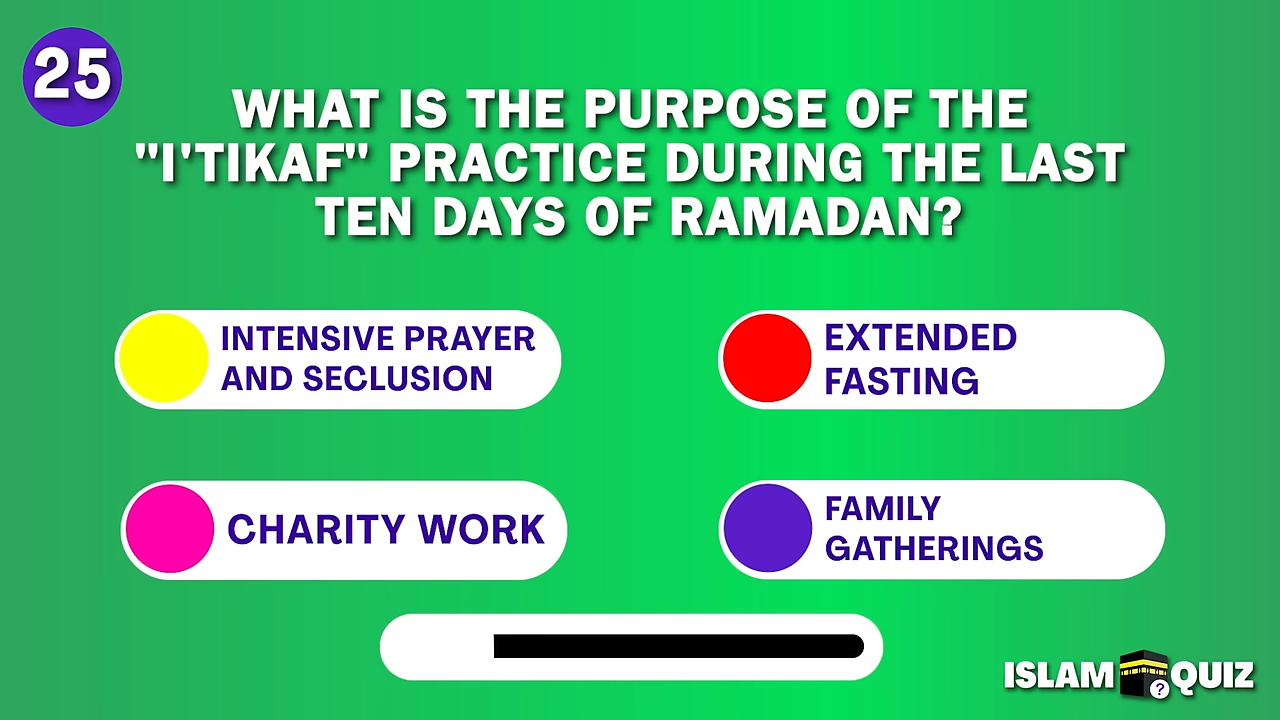 25
WHAT IS THE PURPOSE OF THE
"I'TIKAF" PRACTICE DURING THE LAST
TEN DAYS OF RAMADAN?
INTENSIVE PRAYER
AND SECLUSION
EXTENDED
FASTING
CHARITY WORK
FAMILY
GATHERINGS
ISLAM ? QUIZ